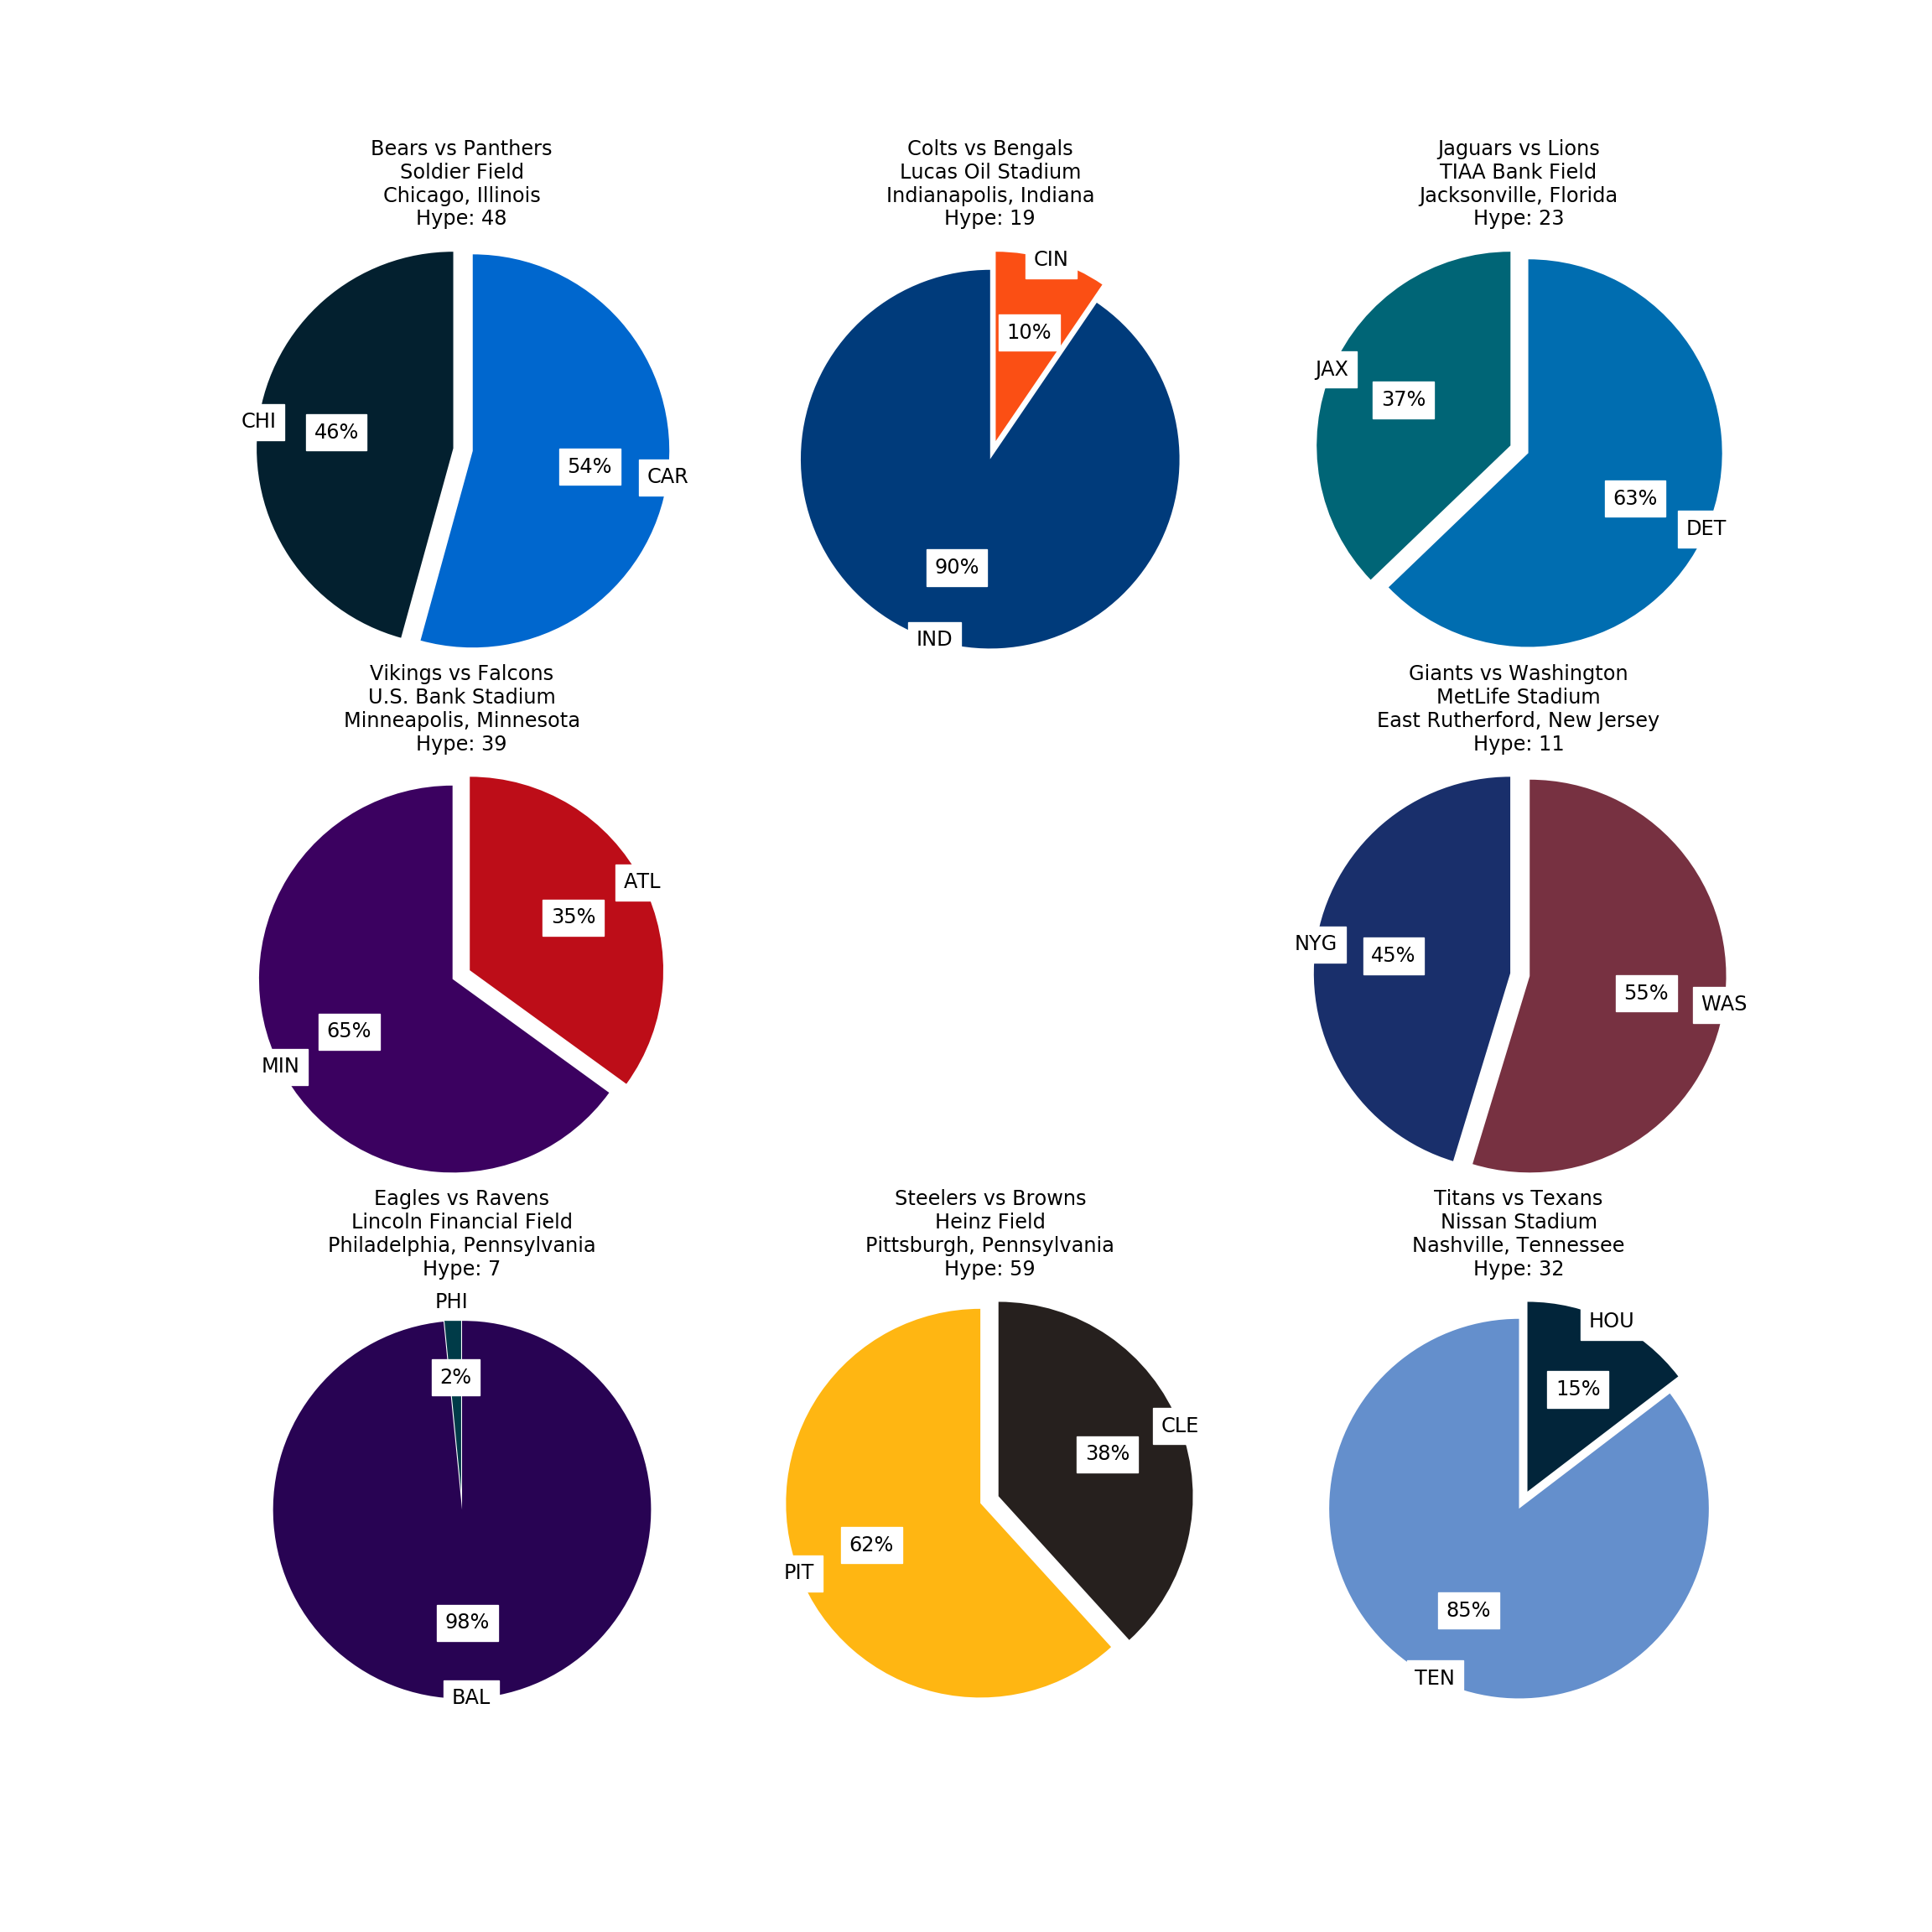 Bears vs Panthers
Soldier Field
Chicago, Illinois
Hype: 48
CHI
46%
54%
CAR
Colts vs Bengals
Lucas Oil Stadium
Indianapolis, Indiana
Hype: 19
CIN
10%
90%
IND
Jaguars vs Lions
TIAA Bank Field
Jacksonville, Florida
Hype: 23
JAX
37%
63%
DET
Vikings vs Falcons
U.S. Bank Stadium
Minneapolis, Minnesota
Hype: 39
ATL
35%
65%
MIN
Giants vs Washington
MetLife Stadium
East Rutherford, New Jersey
Hype: 11
NYG
45%
55%
WAS
Eagles vs Ravens
Lincoln Financial Field
Philadelphia, Pennsylvania
Hype: 7
PHI
2%
98%
BAL
Steelers vs Browns
Heinz Field
Pittsburgh, Pennsylvania
Hype: 59
CLE
38%
62%
PIT
Titans vs Texans
Nissan Stadium
Nashville, Tennessee
Hype: 32
HOU
15%
85%
TEN